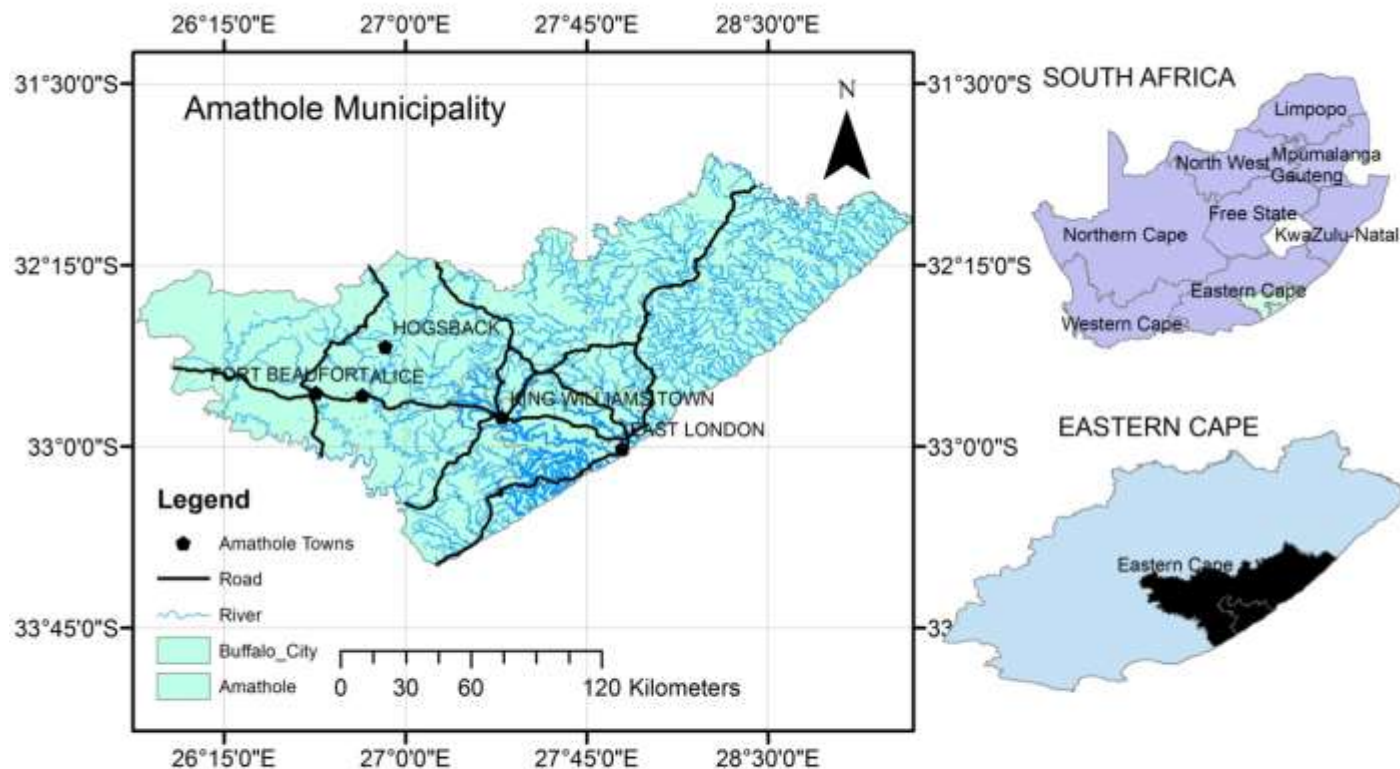 26°15'0"E 27°0'0"E 27°45'0"E 28°30'0"E
31°30'0"S
31°30'0"S
Amathole Municipality
N
32°15'0"S
32°15'0"S
HOGSBACK
FORT BEAUFORT
ALICE
KING WILLIAMSTOWN
EAST LONDON
33°0'0"S
33°0'0"S
Legend
Amathole Towns
Road
River
Buffalo_City
Amathole
0 30 60 120 Kilometers
33°45'0"S
26°15'0"E 27°0'0"E 27°45'0"E 28°30'0"E
SOUTH AFRICA
Limpopo
North West
Mpumalanga
Gauteng
Free State
KwaZulu-Natal
Northern Cape
Eastern Cape
Western Cape
EASTERN CAPE
Eastern Cape